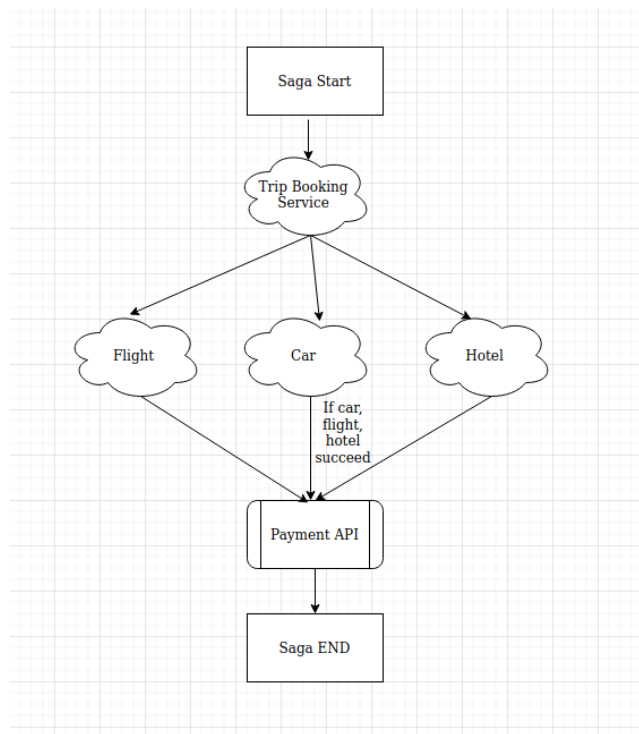 Saga Start
Trip Booking
Service
Flight
Car
Hotel
If car,
flight,
hotel
succeed
Payment API
Saga END